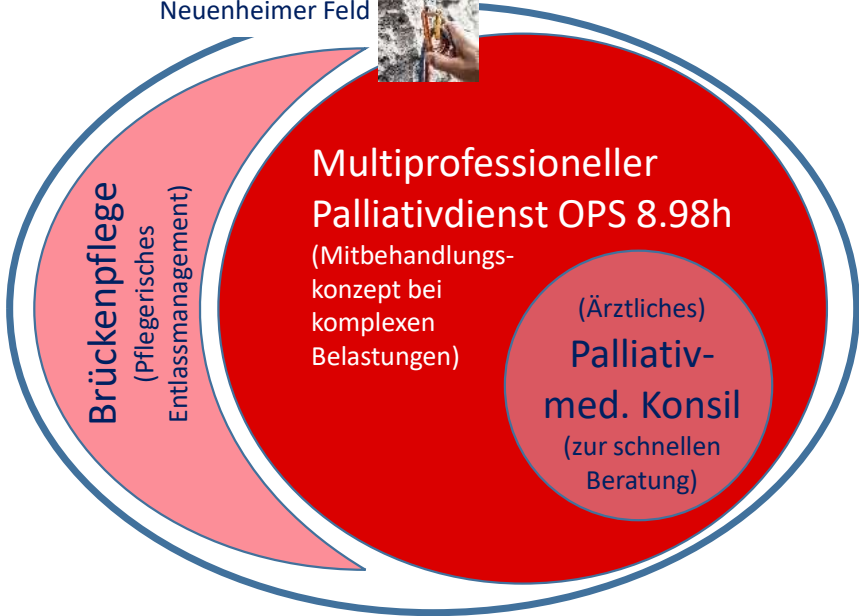 Neuenheimer Feld
Brückenpflege
(Pflegerisches
Entlassmanagement)
Multiprofessioneller
Palliativdienst OPS 8.98h
(Mitbehandlungs-
konzept bei
komplexen
Belastungen)
(Ärztliches)
Palliativ-
med. Konsil
(zur schnellen
Beratung)